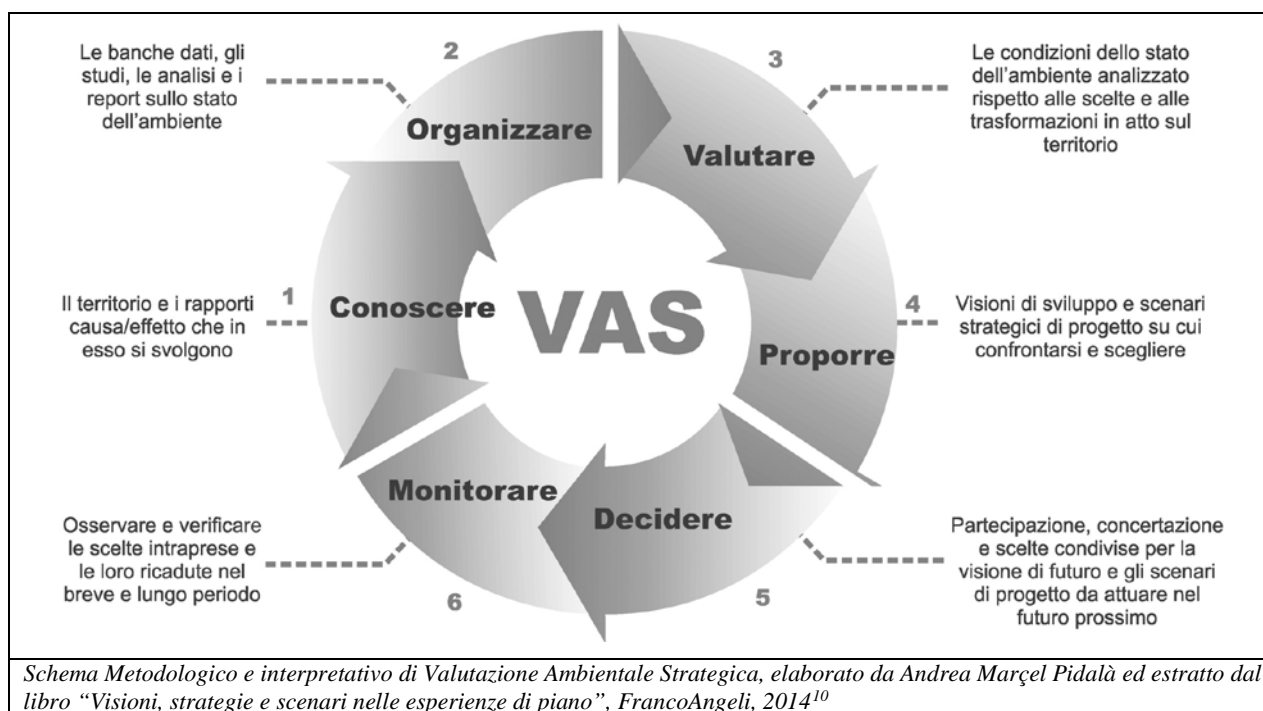 2
Le banche dati, gli
studi, le analisi e i
report sullo stato
dell'ambiente
Organizzare
3
Le condizioni dello stato
dell'ambiente analizzato
rispetto alle scelte e alle
trasformazioni in atto sul
territorio
Valutare
1
Il territorio e i rapporti
causa/effetto che in
esso si svolgono
Conoscere
VAS
4
Visioni di sviluppo e scenari
strategici di progetto su cui
confrontarsi e scegliere
Proporre
Monitorare
Osservare e verificare
le scelte intraprese e
le loro ricadute nel
breve e lungo periodo
6
Decidere
5
Partecipazione, concertazione
e scelte condivise per la
visione di futuro e gli scenari
di progetto da attuare nel
futuro prossimo
Schema Metodologico e interpretativo di Valutazione Ambientale Strategica, elaborato da Andrea Marçel Pidalà ed estratto dal
libro “Visioni, strategie e scenari nelle esperienze di piano”, FrancoAngeli, 2014¹⁰